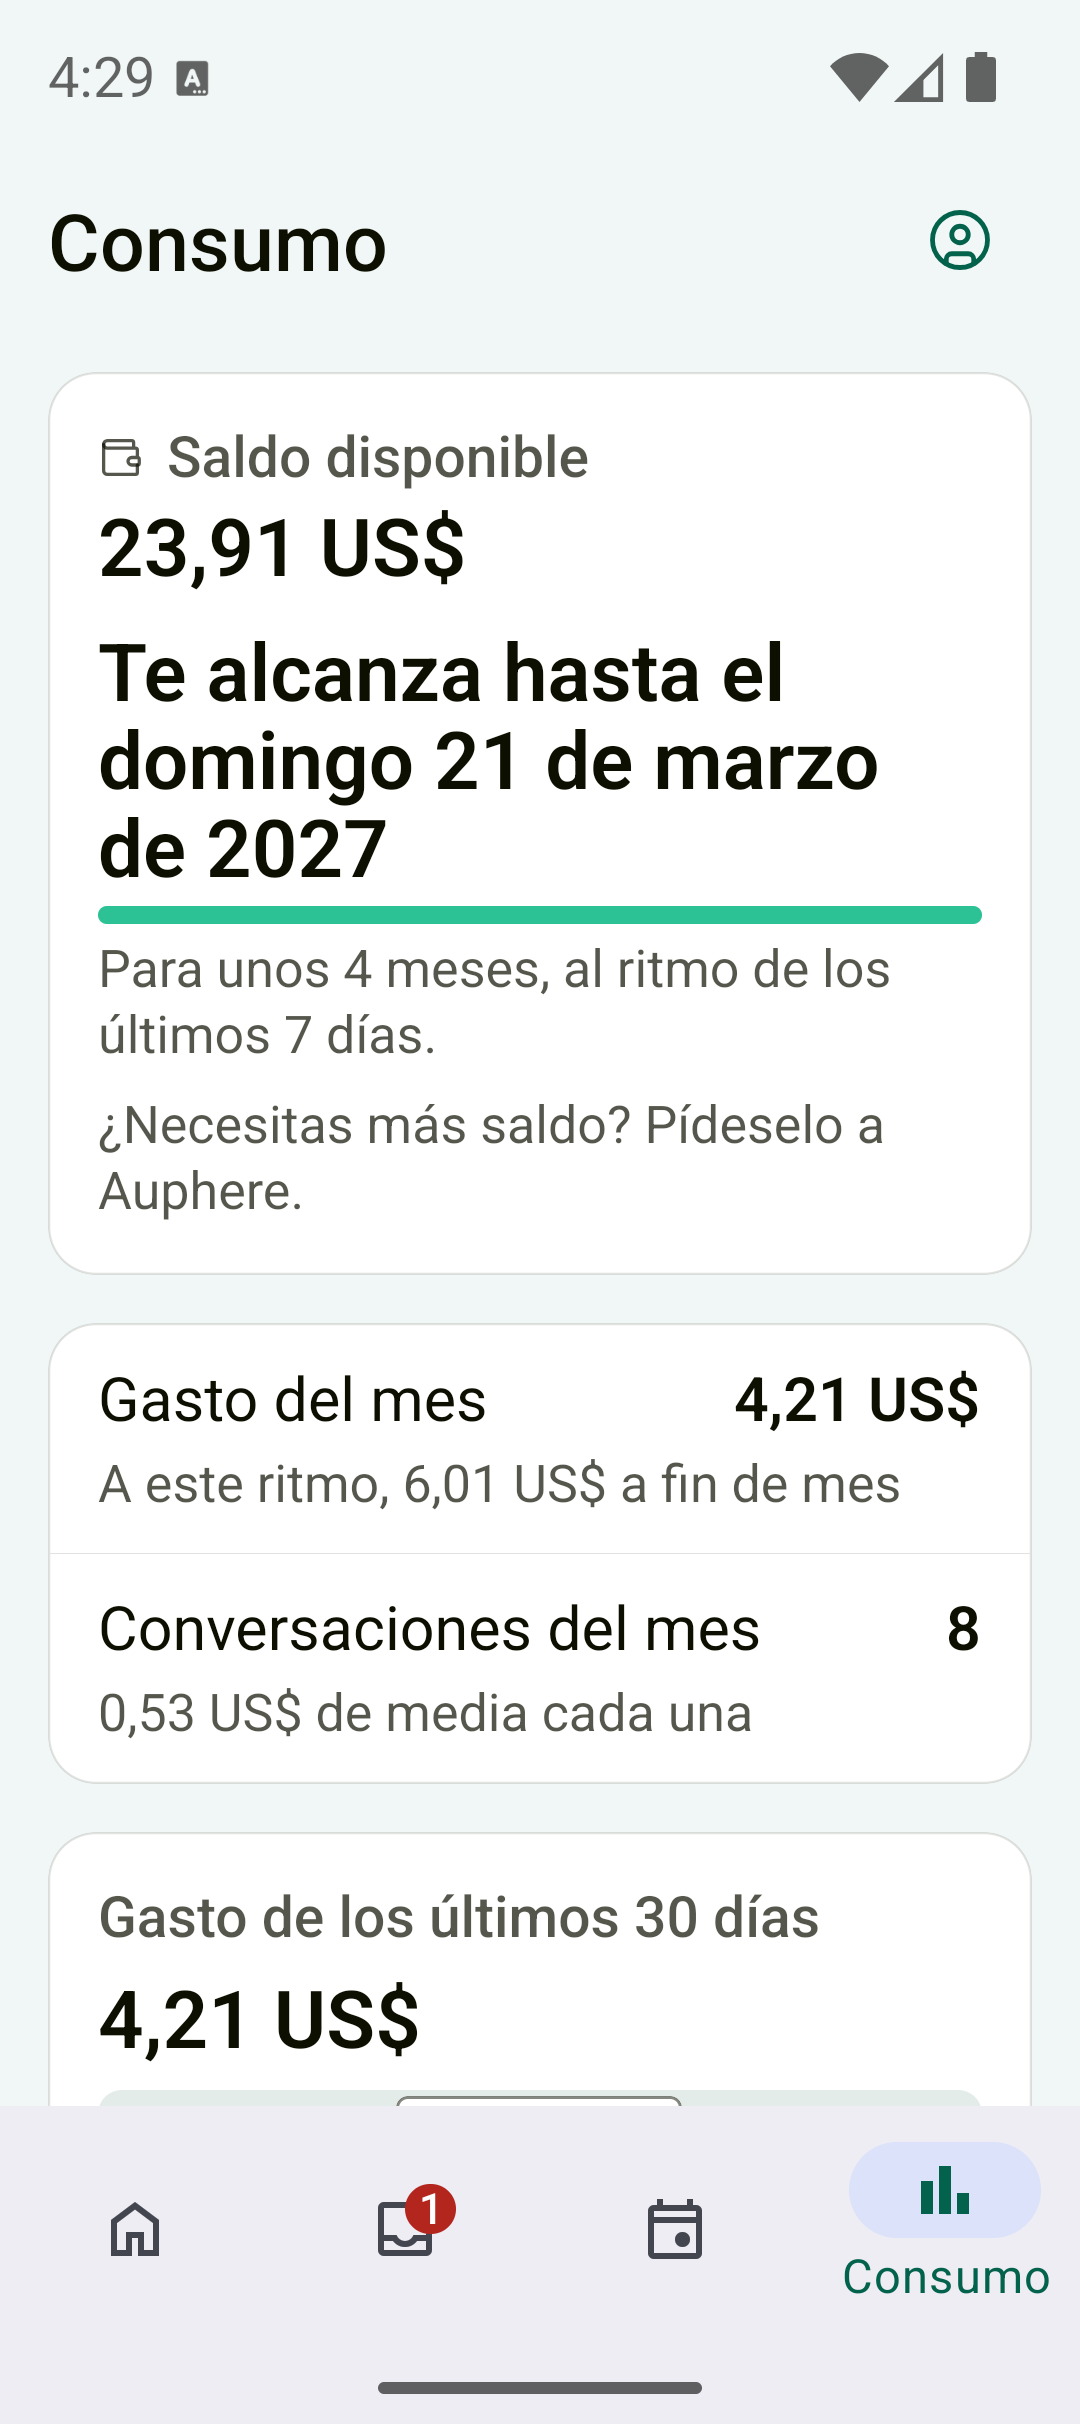 4:29
Consumo
Saldo disponible
23,91 US$
Te alcanza hasta el
domingo 21 de marzo
de 2027
Para unos 4 meses, al ritmo de los
últimos 7 días.
¿Necesitas más saldo? Pídeselo a
Auphere.
Gasto del mes 4,21 US$
A este ritmo, 6,01 US$ a fin de mes
Conversaciones del mes 8
0,53 US$ de media cada una
Gasto de los últimos 30 días
4,21 US$
1
Consumo